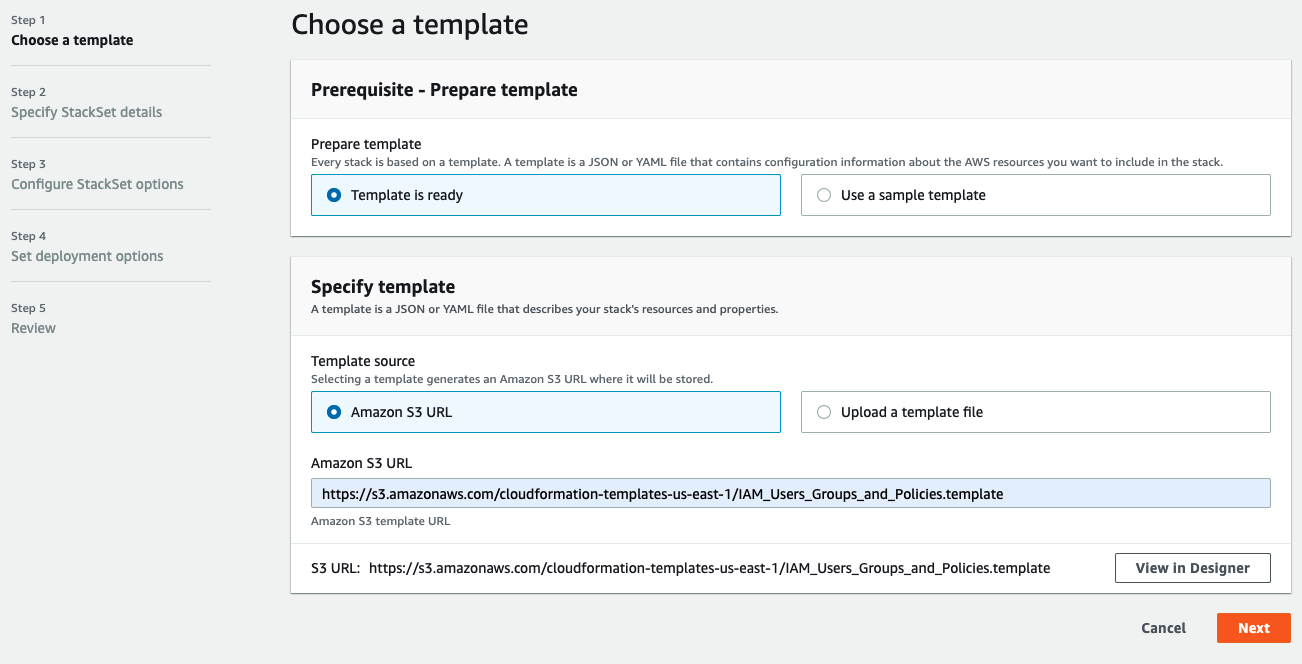 Step 1
Choose a template
Step 2
Specify StackSet details
Step 3
Configure StackSet options
Step 4
Set deployment options
Step 5
Review
Choose a template
Prerequisite - Prepare template
Prepare template
Every stack is based on a template. A template is a JSON or YAML file that contains configuration information about the AWS resources you want to include in the stack.
Template is ready
Use a sample template
Specify template
A template is a JSON or YAML file that describes your stack's resources and properties.
Template source
Selecting a template generates an Amazon S3 URL where it will be stored.
Amazon S3 URL
Upload a template file
Amazon S3 URL
https://s3.amazonaws.com/cloudformation-templates-us-east-1/IAM_Users_Groups_and_Policies.template
Amazon S3 template URL
S3 URL: https://s3.amazonaws.com/cloudformation-templates-us-east-1/IAM_Users_Groups_and_Policies.template
View in Designer
Cancel
Next